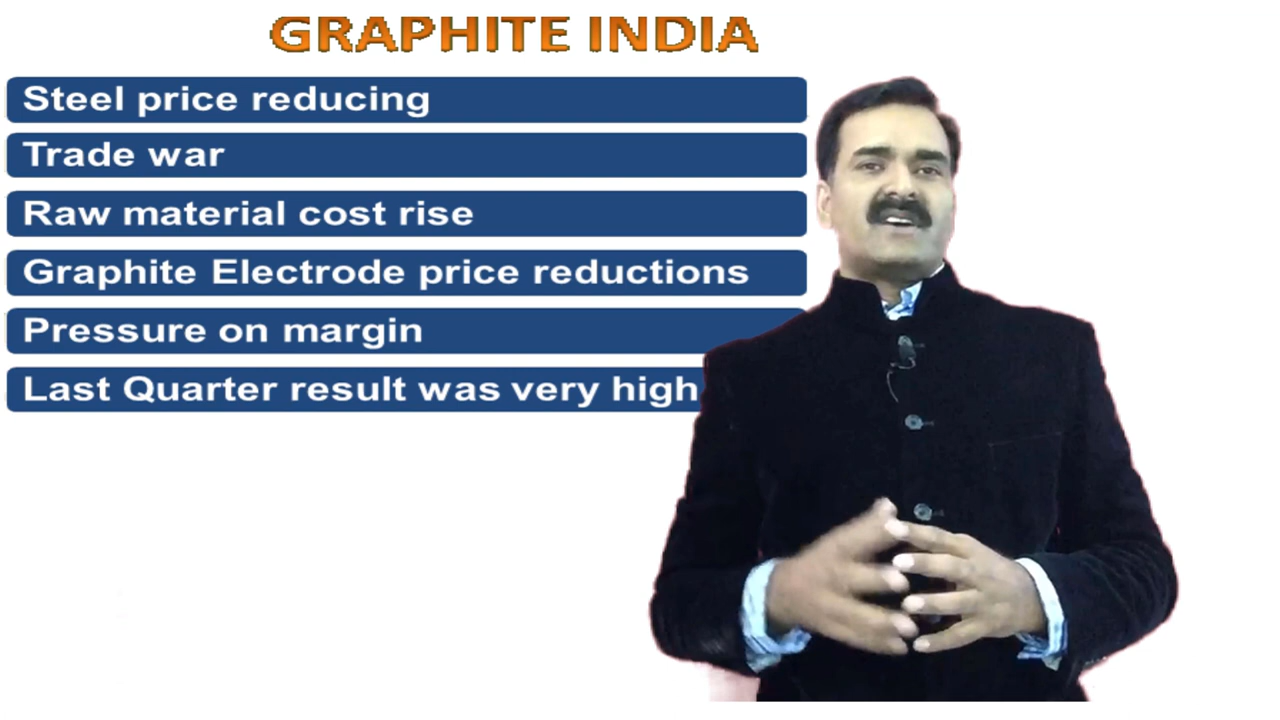 GRAPHITE INDIA
Steel price reducing
Trade war
Raw material cost rise
Graphite Electrode price reductions
Pressure on margin
Last Quarter result was very high